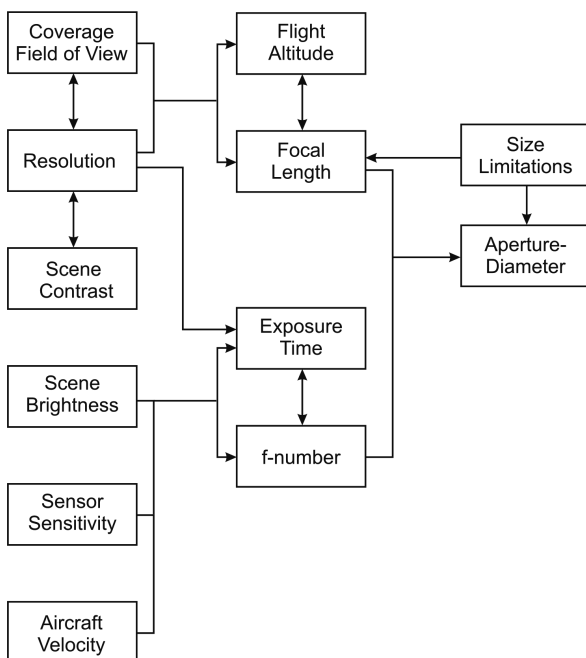 Coverage
Field of View
Flight
Altitude
Resolution
Focal
Length
Size
Limitations
Scene
Contrast
Aperture-
Diameter
Exposure
Time
Scene
Brightness
f-number
Sensor
Sensitivity
Aircraft
Velocity